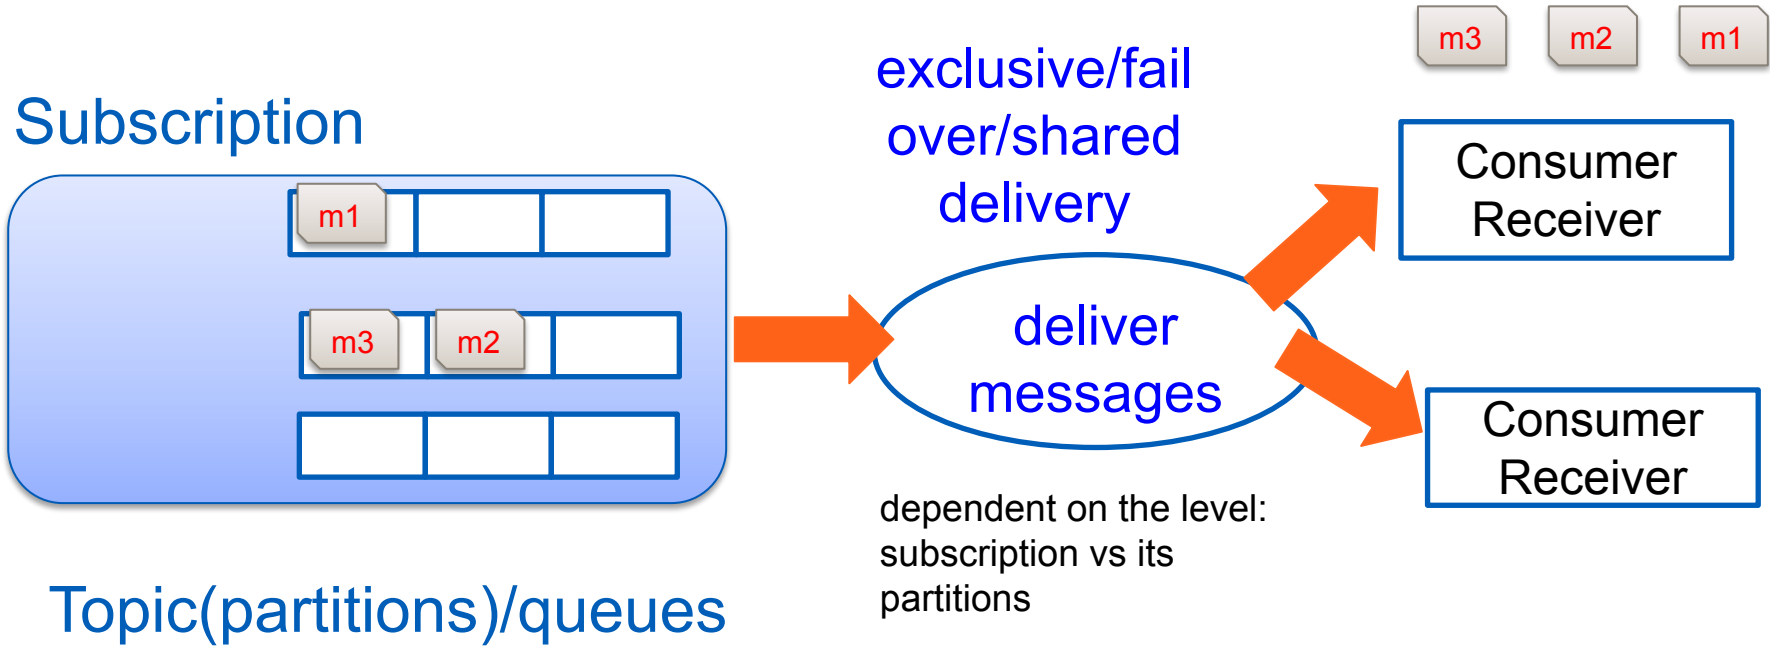 Subscription
m1
m3 m2
Topic(partitions)/queues
exclusive/fail
over/shared
delivery
deliver
messages
dependent on the level:
subscription vs its
partitions
m3 m2 m1
Consumer
Receiver
Consumer
Receiver